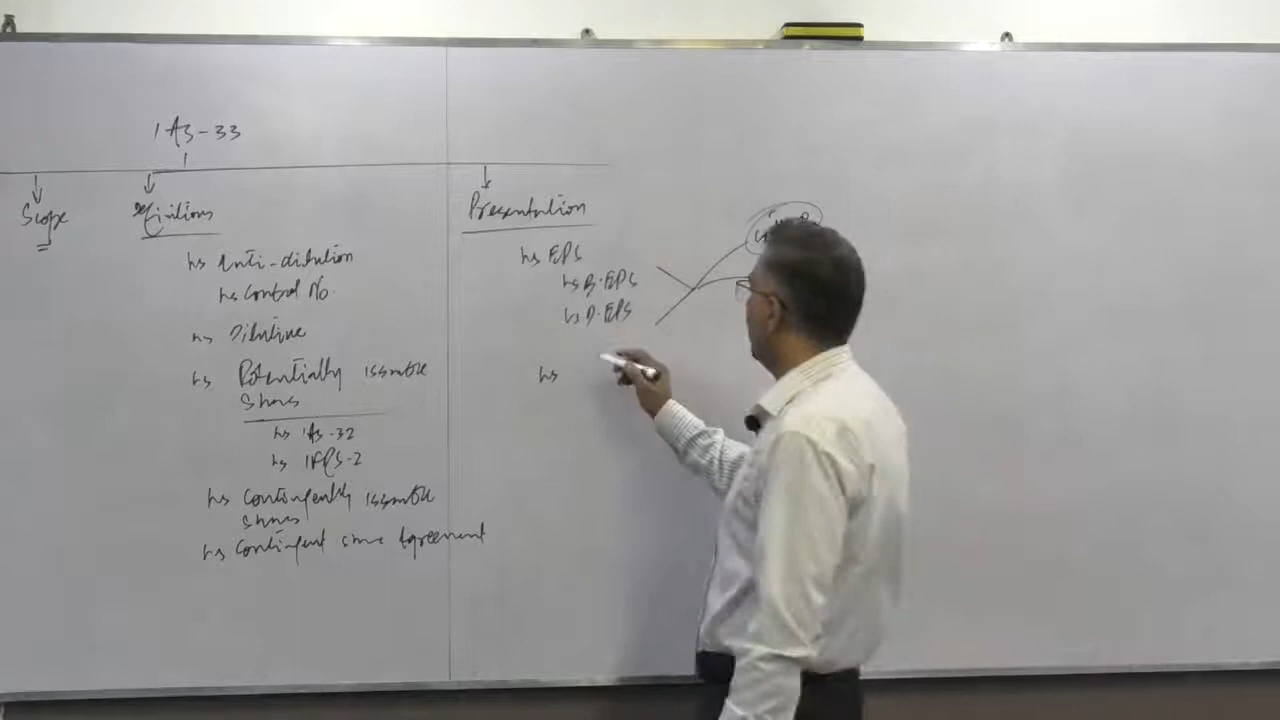 IAS-33
Scope
Definitions
Presentation
↳ Anti-dilution
↳ Control No.
↳ Dilutive
↳ Potentially issuable
Shares
↳ IAS-32
↳ IFRS-2
↳ Contingently issuable
Shares
↳ Contingent share Agreement
↳ EPS
↳ B.EPS
↳ D.EPS
↳